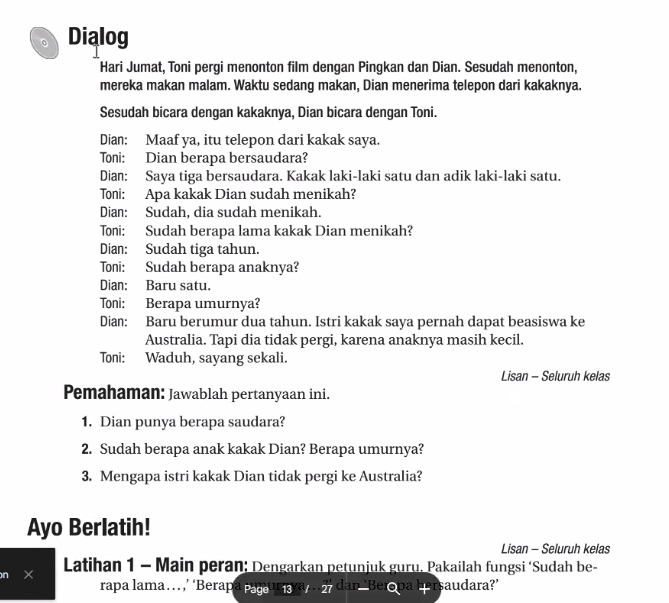 Dialog
Hari Jumat, Toni pergi menonton film dengan Pingkan dan Dian. Sesudah menonton,
mereka makan malam. Waktu sedang makan, Dian menerima telepon dari kakaknya.
Sesudah bicara dengan kakaknya, Dian bicara dengan Toni.
Dian: Maaf ya, itu telepon dari kakak saya.
Toni: Dian berapa bersaudara?
Dian: Saya tiga bersaudara. Kakak laki-laki satu dan adik laki-laki satu.
Toni: Apa kakak Dian sudah menikah?
Dian: Sudah, dia sudah menikah.
Toni: Sudah berapa lama kakak Dian menikah?
Dian: Sudah tiga tahun.
Toni: Sudah berapa anaknya?
Dian: Baru satu.
Toni: Berapa umurnya?
Dian: Baru berumur dua tahun. Istri kakak saya pernah dapat beasiswa ke
Australia. Tapi dia tidak pergi, karena anaknya masih kecil.
Toni: Waduh, sayang sekali.
Lisan – Seluruh kelas
Pemahaman: Jawablah pertanyaan ini.
1. Dian punya berapa saudara?
2. Sudah berapa anak kakak Dian? Berapa umurnya?
3. Mengapa istri kakak Dian tidak pergi ke Australia?
Ayo Berlatih!
Lisan – Seluruh kelas
Latihan 1 – Main peran: Dengarkan petunjuk guru. Pakailah fungsi ‘Sudah be-
rapa lama…,’ ‘Berapa umurnya…?’ dan ‘Berapa bersaudara?’
on ×
Page 13 / 27 − +